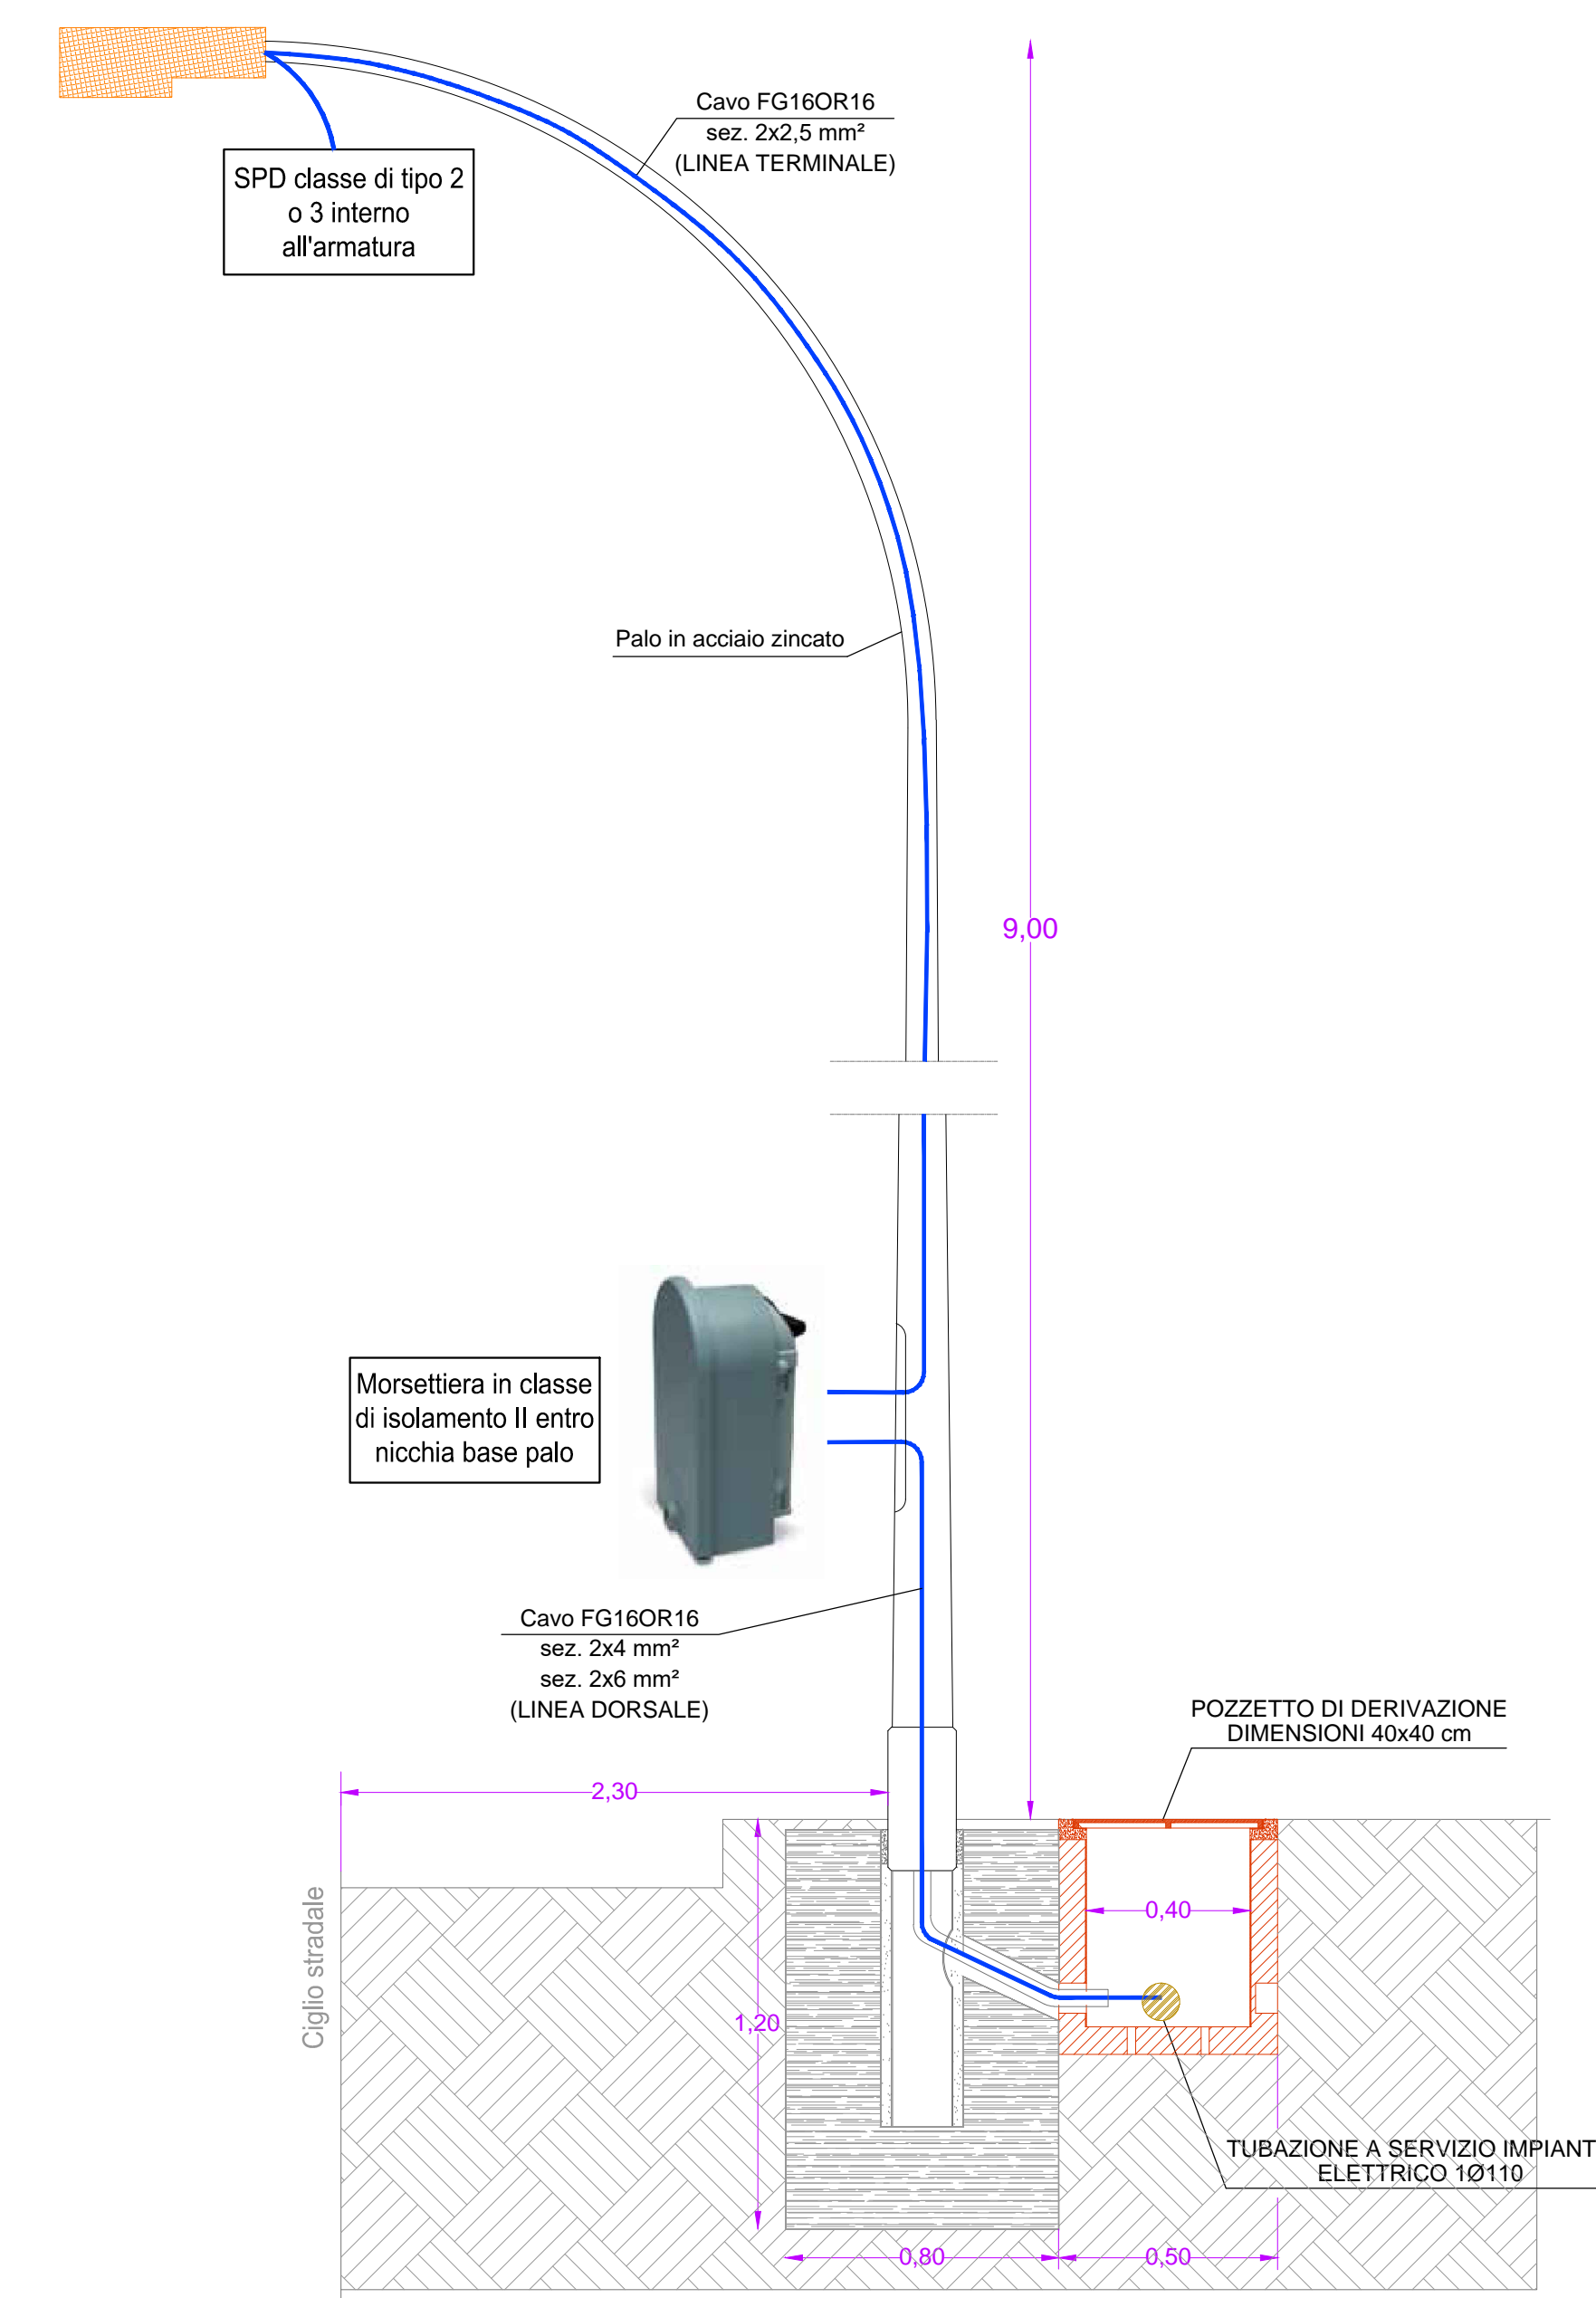 Cavo FG16OR16
sez. 2x2,5 mm²
(LINEA TERMINALE)
SPD classe di tipo 2
o 3 interno
all'armatura
Palo in acciaio zincato
9,00
Morsettiera in classe
di isolamento II entro
nicchia base palo
Cavo FG16OR16
sez. 2x4 mm²
sez. 2x6 mm²
(LINEA DORSALE)
POZZETTO DI DERIVAZIONE
DIMENSIONI 40x40 cm
2,30
Ciglio stradale
0,40
1,20
TUBAZIONE A SERVIZIO IMPIANT
ELETTRICO 1Ø110
0,80
0,50